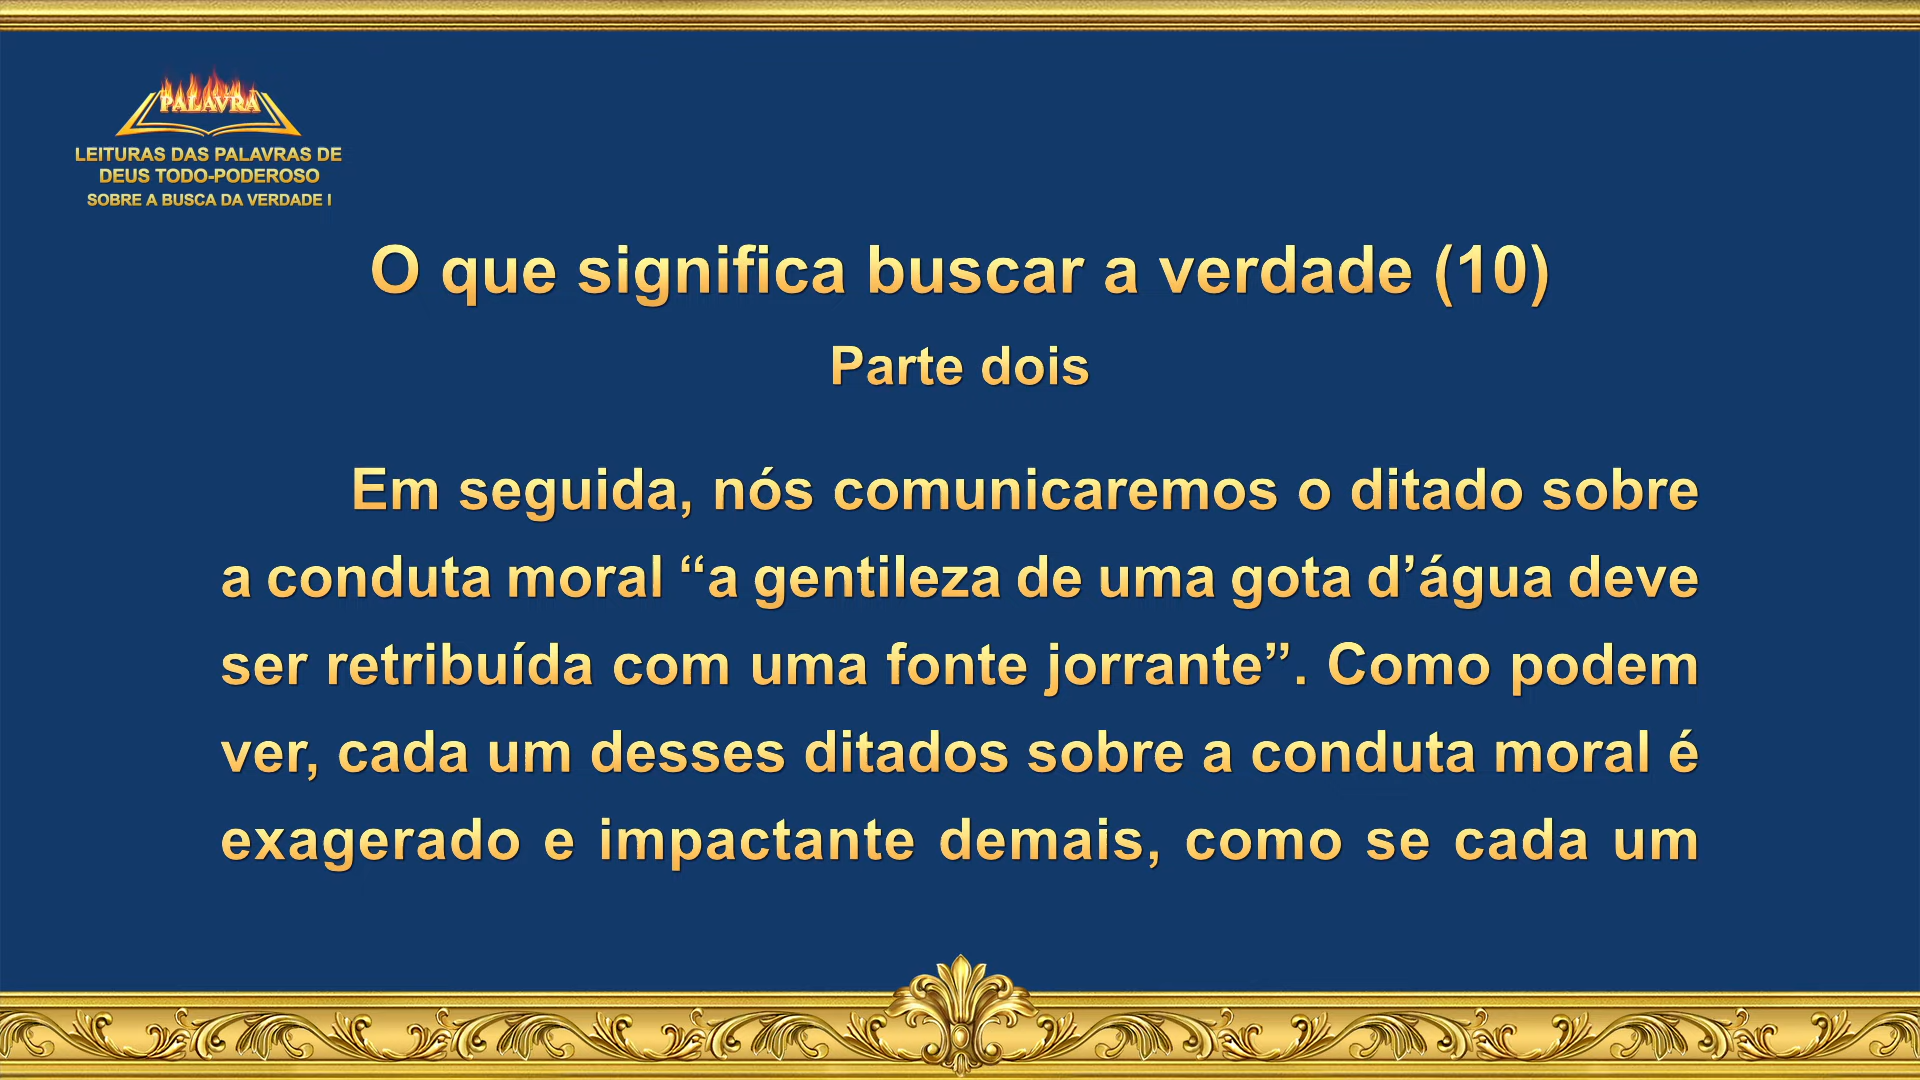 PALAVRA
LEITURAS DAS PALAVRAS DE
DEUS TODO-PODEROSO
SOBRE A BUSCA DA VERDADE I
O que significa buscar a verdade (10)
Parte dois
Em seguida, nós comunicaremos o ditado sobre
a conduta moral “a gentileza de uma gota d’água deve
ser retribuída com uma fonte jorrante”. Como podem
ver, cada um desses ditados sobre a conduta moral é
exagerado e impactante demais, como se cada um